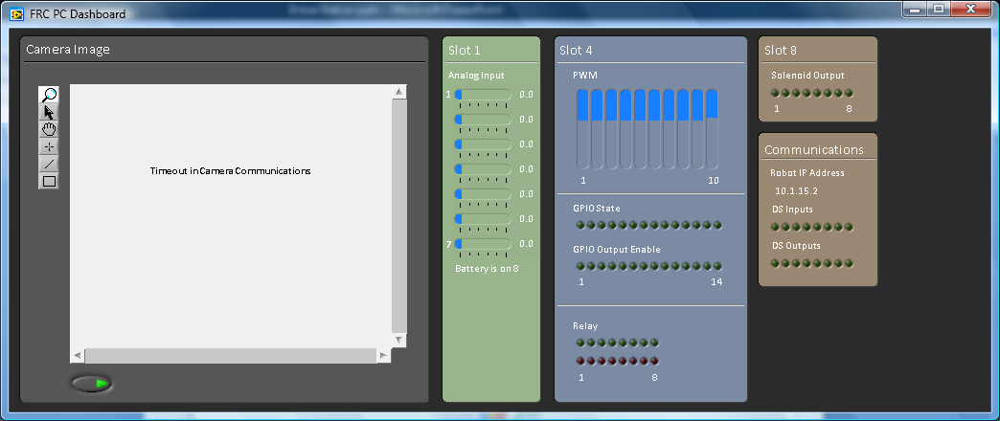 FRC PC Dashboard
Camera Image
Timeout in Camera Communications
Slot 1
Analog Input
1 0.0
0.0
0.0
0.0
0.0
0.0
7 0.0
Battery is on 8
Slot 4
PWM
1 10
GPIO State
GPIO Output Enable
1 14
Relay
1 8
Slot 8
Solenoid Output
1 8
Communications
Robot IP Address
10.1.15.2
DS Inputs
DS Outputs